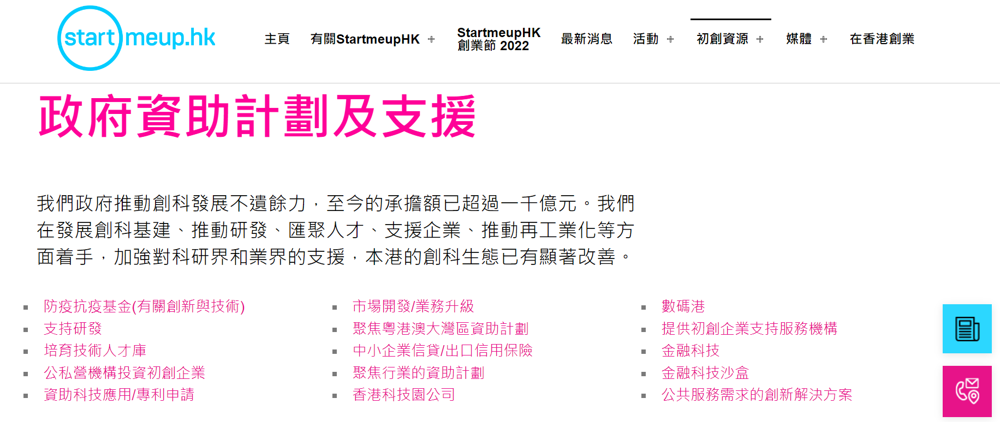 startmeup.hk
主頁
有關StartmeupHK
StartmeupHK
創業節 2022
最新消息
活動
初創資源
媒體
在香港創業
政府資助計劃及支援
我們政府推動創科發展不遺餘力，至今的承擔額已超過一千億元。我們
在發展創科基建、推動研發、匯聚人才、支援企業、推動再工業化等方
面着手，加強對科研界和業界的支援，本港的創科生態已有顯著改善。
防疫抗疫基金(有關創新與技術)
支持研發
培育技術人才庫
公私營機構投資初創企業
資助科技應用/專利申請
市場開發/業務升級
聚焦粵港澳大灣區資助計劃
中小企業信貸/出口信用保險
聚焦行業的資助計劃
香港科技園公司
數碼港
提供初創企業支持服務機構
金融科技
金融科技沙盒
公共服務需求的創新解決方案